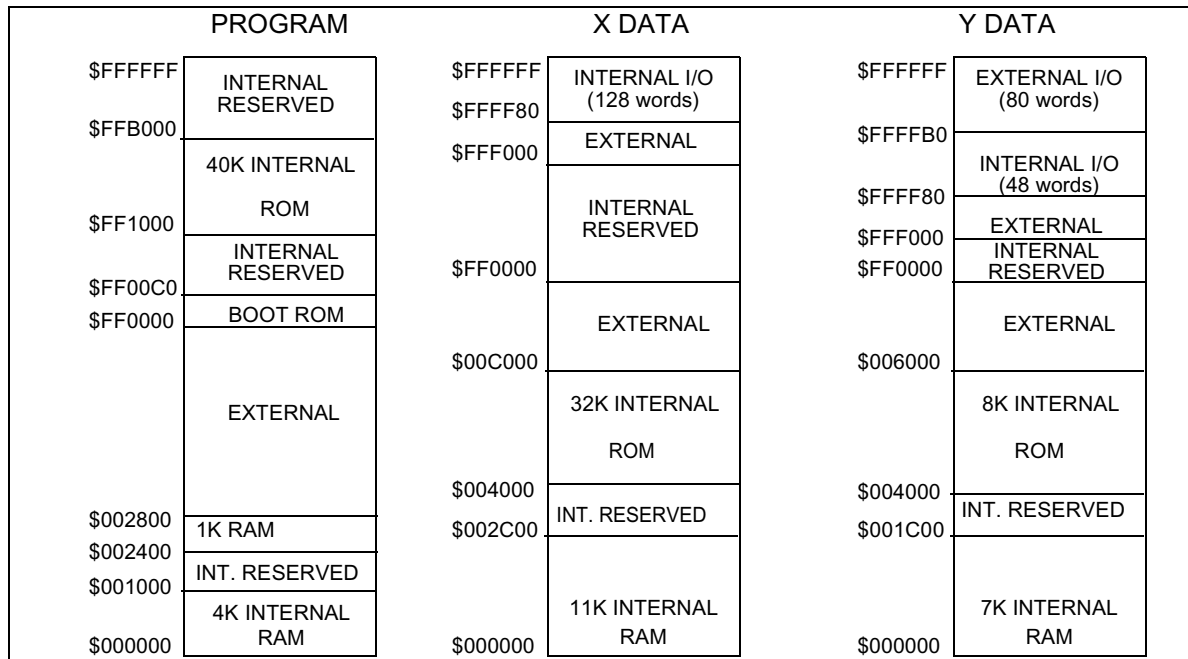 PROGRAM
$FFFFFF
INTERNAL
RESERVED
$FFB000
40K INTERNAL
ROM
$FF1000
INTERNAL
RESERVED
$FF00C0
BOOT ROM
$FF0000
EXTERNAL
$002800
1K RAM
$002400
INT. RESERVED
$001000
4K INTERNAL
RAM
$000000
X DATA
$FFFFFF
INTERNAL I/O
(128 words)
$FFFF80
EXTERNAL
$FFF000
INTERNAL
RESERVED
$FF0000
EXTERNAL
$00C000
32K INTERNAL
ROM
$004000
INT. RESERVED
$002C00
11K INTERNAL
RAM
$000000
Y DATA
$FFFFFF
EXTERNAL I/O
(80 words)
$FFFFB0
INTERNAL I/O
(48 words)
$FFFF80
EXTERNAL
$FFF000
INTERNAL
RESERVED
$FF0000
EXTERNAL
$006000
8K INTERNAL
ROM
$004000
INT. RESERVED
$001C00
7K INTERNAL
RAM
$000000